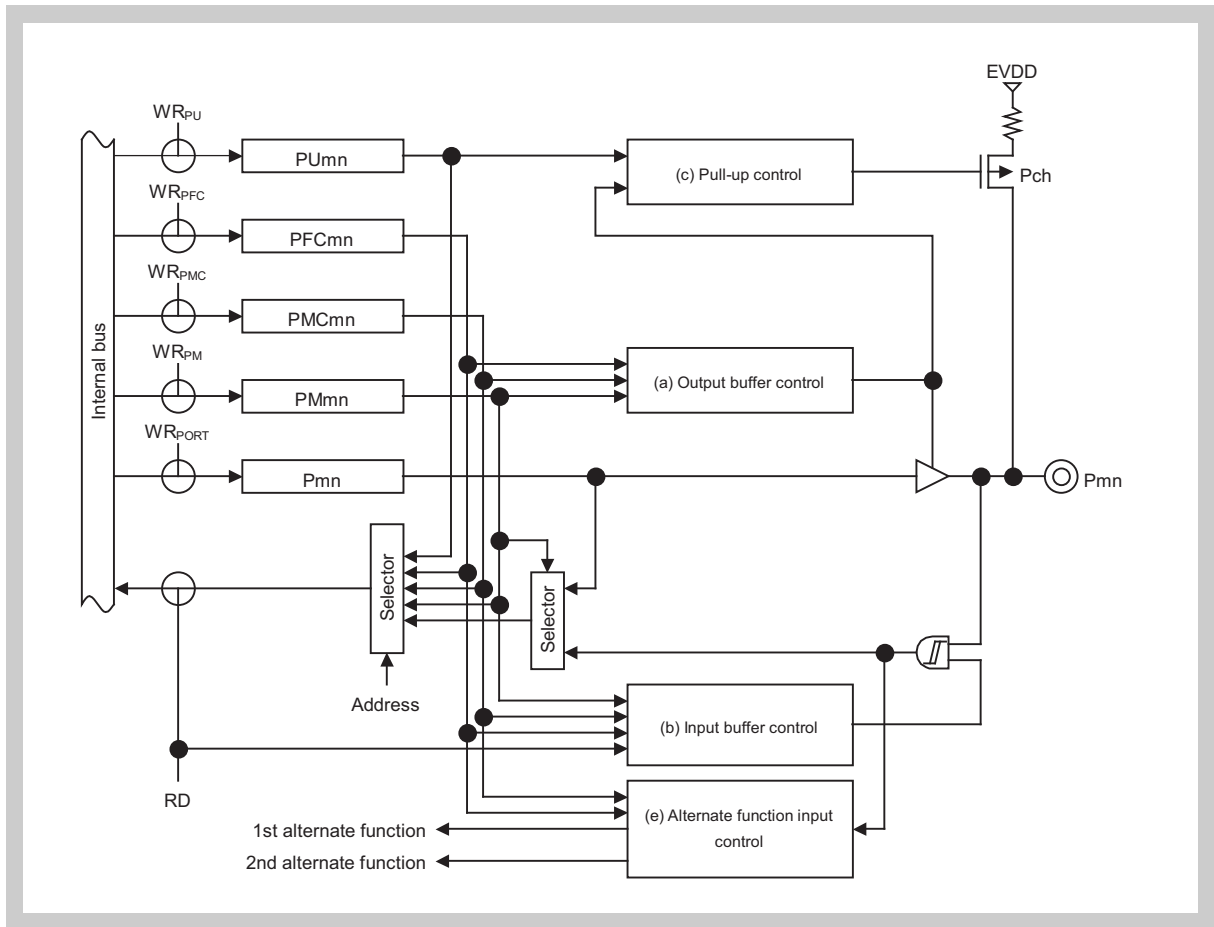 EVDD
WRPU
PUmn
(c) Pull-up control
Pch
WRPFC
PFCmn
WRPMC
PMCmn
Internal bus
WRPM
PMmn
(a) Output buffer control
WRPORT
Pmn
Pmn
Selector
Selector
Address
(b) Input buffer control
RD
(e) Alternate function input
control
1st alternate function
2nd alternate function